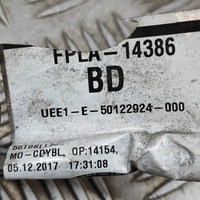 FPLA-14386
BD
UEE1-E-50122924-000
MO-CDYBL, OP:14154,
05.12.2017 17:31:08